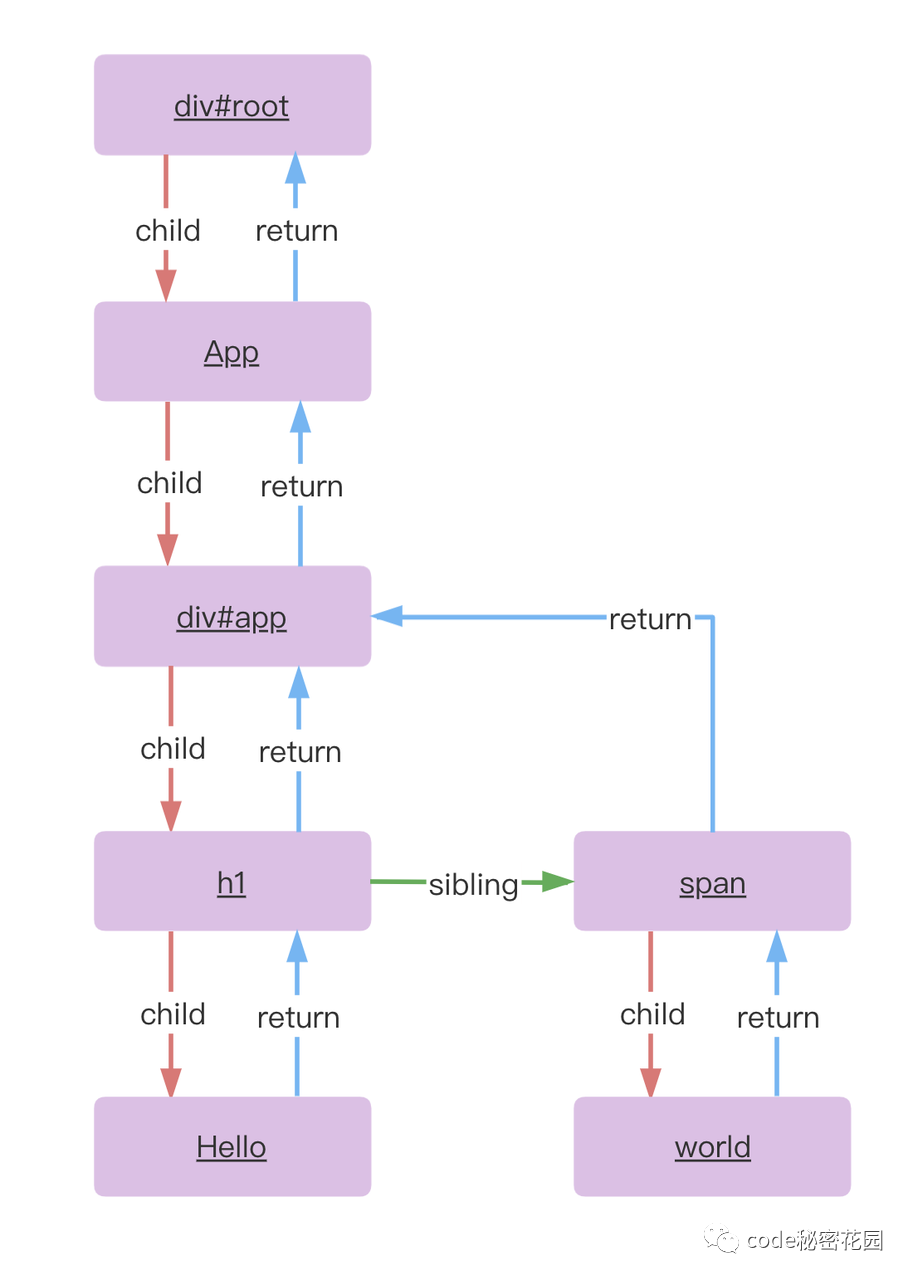 div#root
child
return
App
child
return
div#app
return
child
return
h1
sibling
span
child
return
child
return
Hello
world
code秘密花园